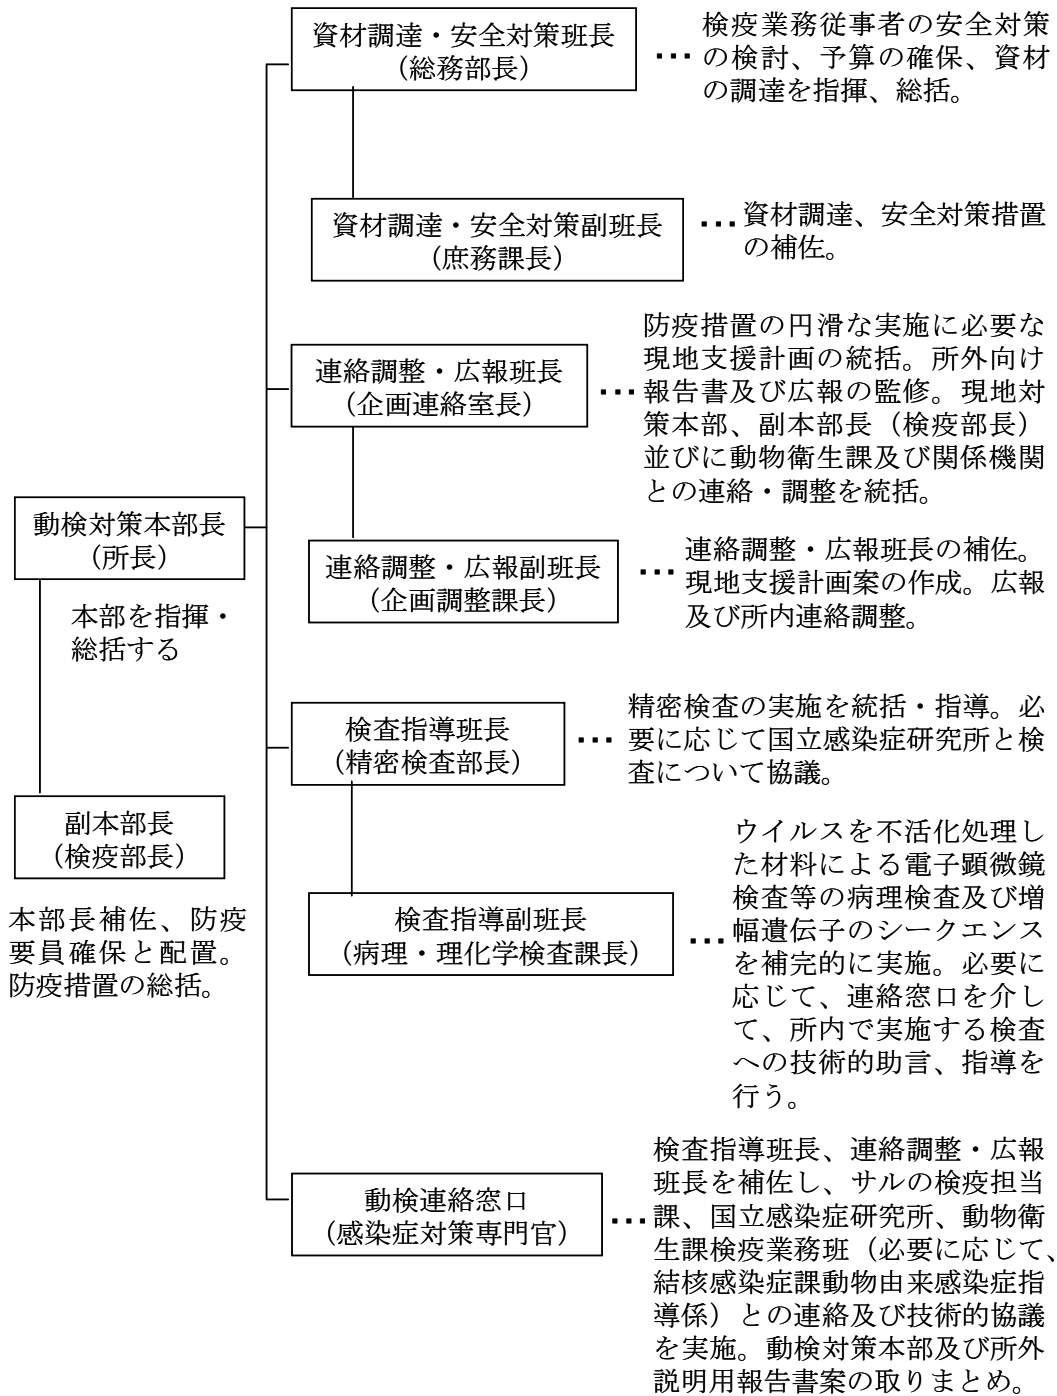 資材調達・安全対策班長
（総務部長）
…
検疫業務従事者の安全対策
の検討、予算の確保、資材
の調達を指揮、総括。
資材調達・安全対策副班長
（庶務課長）
…
資材調達、安全対策措置
の補佐。
連絡調整・広報班長
（企画連絡室長）
…
防疫措置の円滑な実施に必要な
現地支援計画の統括。所外向け
報告書及び広報の監修。現地対
策本部、副本部長（検疫部長）
並びに動物衛生課及び関係機関
との連絡・調整を統括。
動検対策本部長
（所長）
本部を指揮・
総括する
連絡調整・広報副班長
（企画調整課長）
…
連絡調整・広報班長の補佐。
現地支援計画案の作成。広報
及び所内連絡調整。
検査指導班長
（精密検査部長）
…
精密検査の実施を統括・指導。必
要に応じて国立感染症研究所と検
査について協議。
副本部長
（検疫部長）
本部長補佐、防疫
要員確保と配置。
防疫措置の総括。
検査指導副班長
（病理・理化学検査課長）
…
ウイルスを不活化処理し
た材料による電子顕微鏡
検査等の病理検査及び増
幅遺伝子のシークエンス
を補完的に実施。必要に
応じて、連絡窓口を介し
て、所内で実施する検査
への技術的助言、指導を
行う。
動検連絡窓口
（感染症対策専門官）
…
検査指導班長、連絡調整・広報
班長を補佐し、サルの検疫担当
課、国立感染症研究所、動物衛
生課検疫業務班（必要に応じて、
結核感染症課動物由来感染症指
導係）との連絡及び技術的協議
を実施。動検対策本部及び所外
説明用報告書案の取りまとめ。